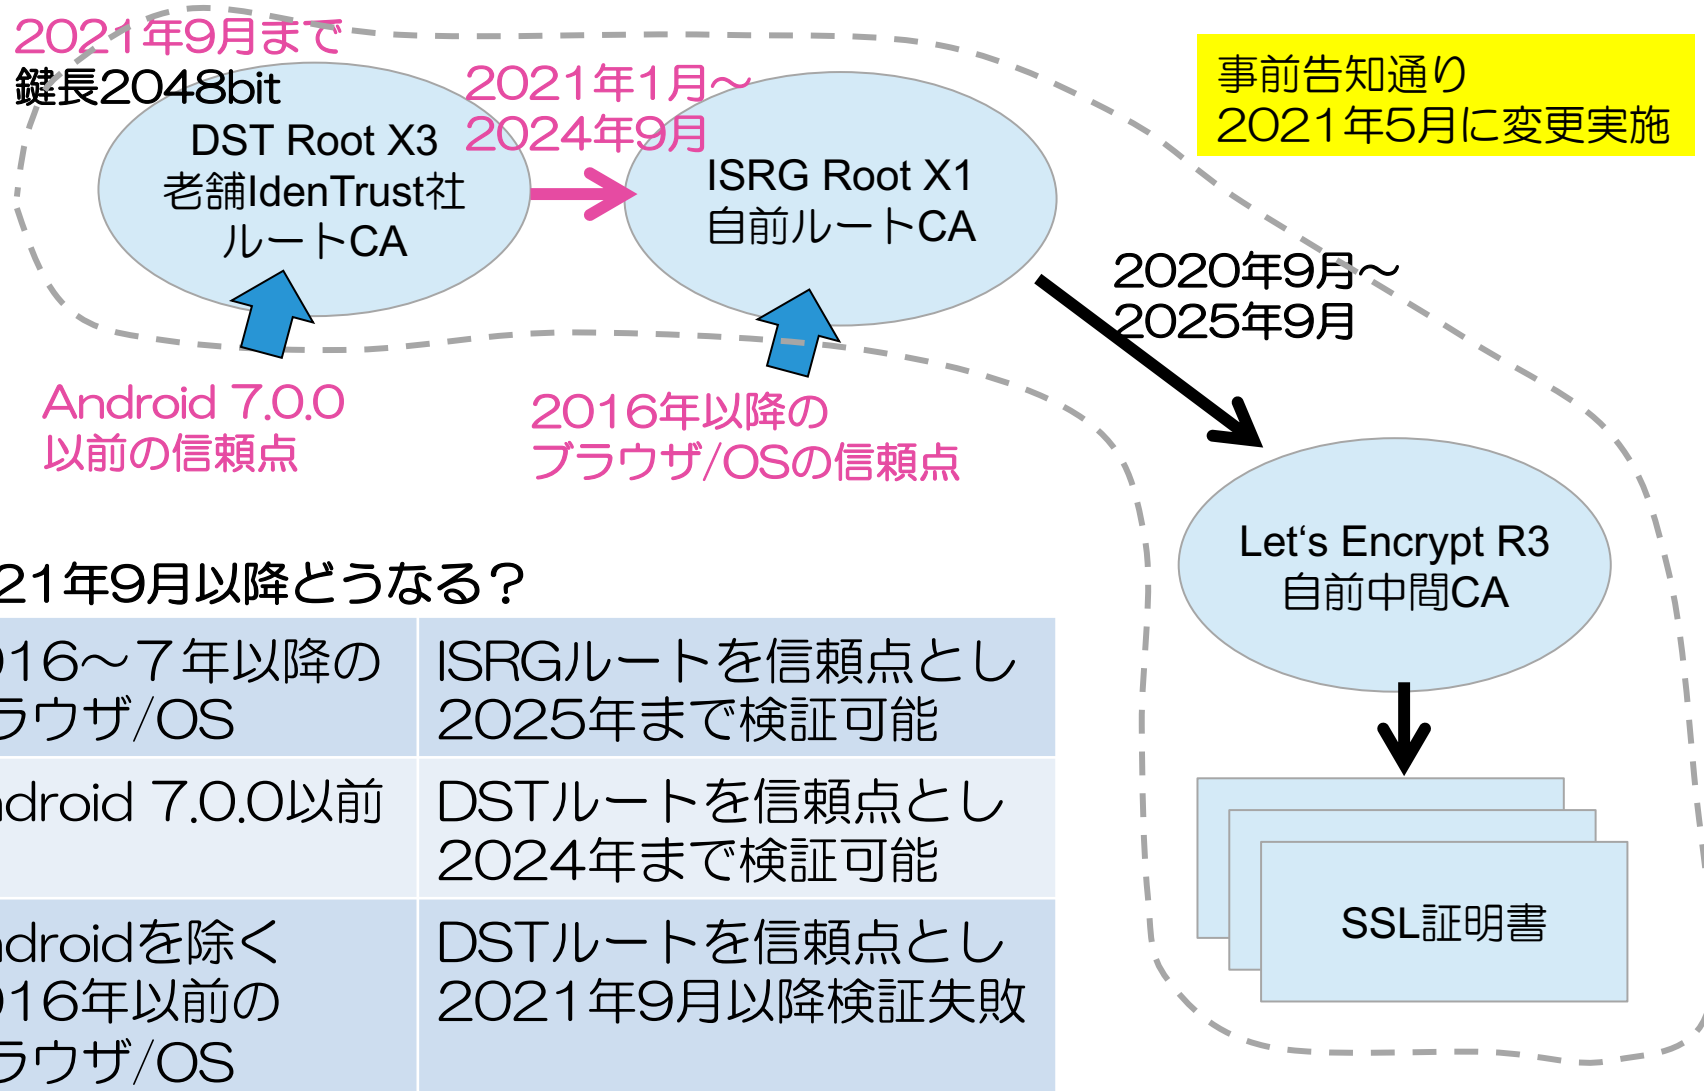 2021年9月まで
鍵長2048bit
DST Root X3
老舗IdenTrust社
ルートCA
2021年1月～
2024年9月
ISRG Root X1
自前ルートCA
事前告知通り
2021年5月に変更実施
2020年9月～
2025年9月
Android 7.0.0
以前の信頼点
2016年以降の
ブラウザ/OSの信頼点
Let‘s Encrypt R3
自前中間CA
SSL証明書
21年9月以降どうなる？
016～７年以降の
ラウザ/OS
ISRGルートを信頼点とし
2025年まで検証可能
ndroid 7.0.0以前
DSTルートを信頼点とし
2024年まで検証可能
ndroidを除く
016年以前の
ラウザ/OS
DSTルートを信頼点とし
2021年9月以降検証失敗